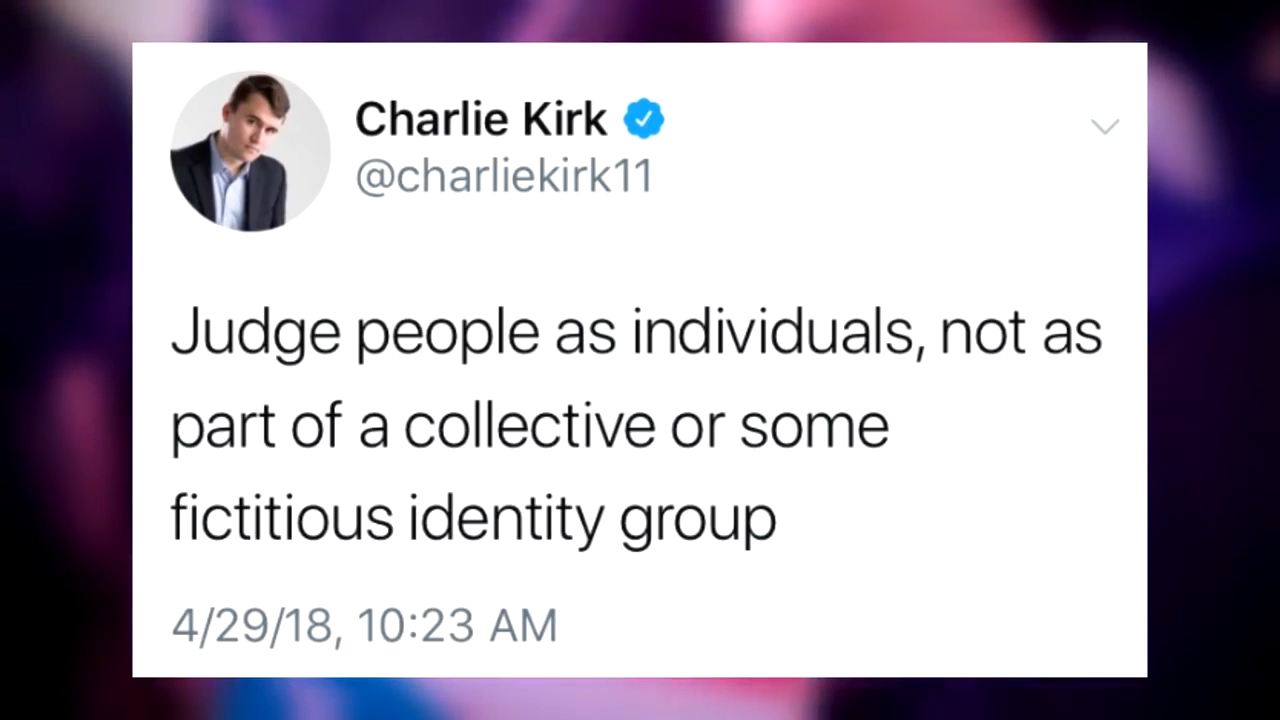 Charlie Kirk
@charliekirk11
Judge people as individuals, not as
part of a collective or some
fictitious identity group
4/29/18, 10:23 AM